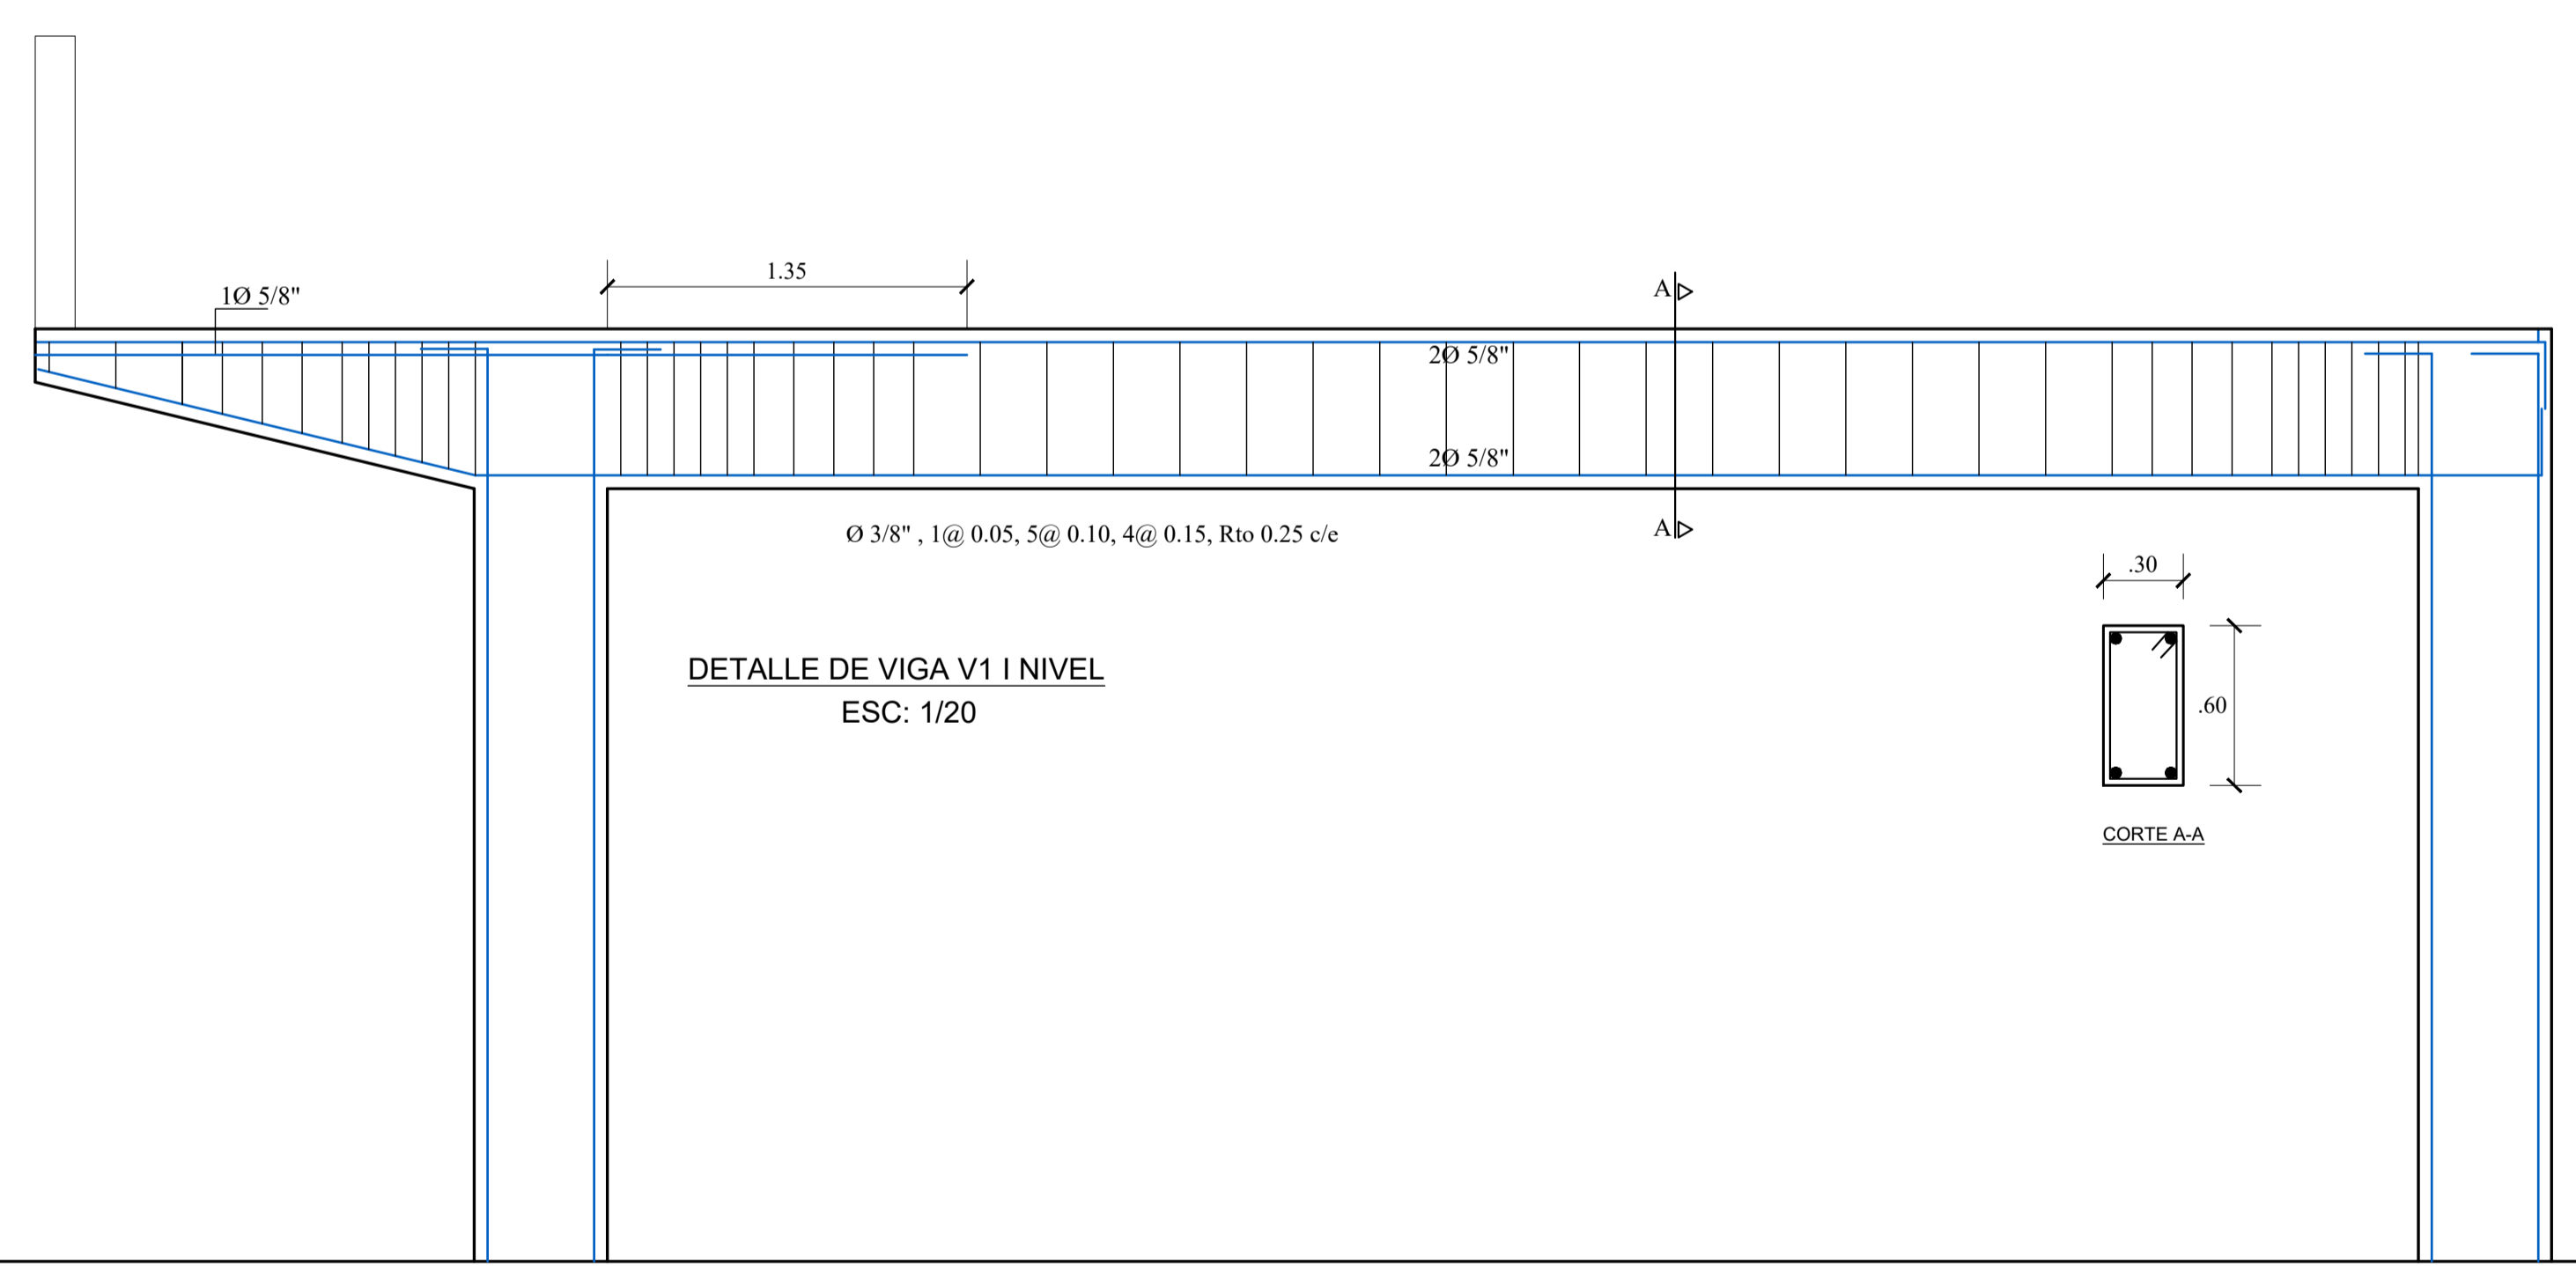 1.35
A
1Ø 5/8"
2Ø 5/8"
2Ø 5/8"
Ø 3/8" , 1@ 0.05, 5@ 0.10, 4@ 0.15, Rto 0.25 c/e
A
.30
DETALLE DE VIGA V1 I NIVEL
ESC: 1/20
.60
CORTE A-A